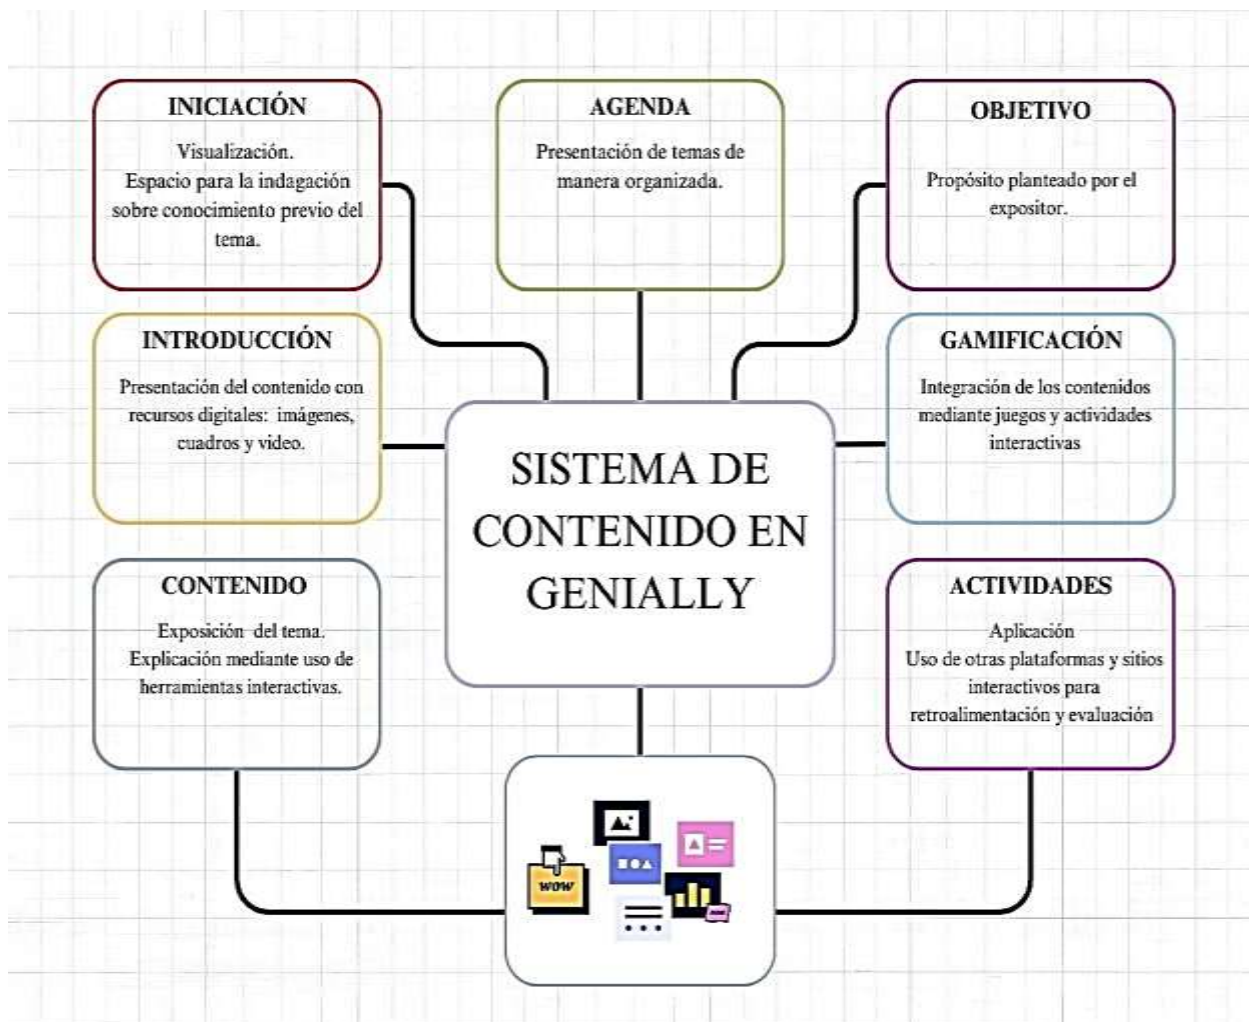 INICIACIÓN
Visualización.
Espacio para la indagación
sobre conocimiento previo del
tema.
AGENDA
Presentación de temas de
manera organizada.
OBJETIVO
Propósito planteado por el
expositor.
INTRODUCCIÓN
Presentación del contenido con
recursos digitales: imágenes,
cuadros y video.
SISTEMA DE
CONTENIDO EN
GENIALLY
GAMIFICACIÓN
Integración de los contenidos
mediante juegos y actividades
interactivas
CONTENIDO
Exposición del tema.
Explicación mediante uso de
herramientas interactivas.
ACTIVIDADES
Aplicación
Uso de otras plataformas y sitios
interactivos para
retroalimentación y evaluación
WOW